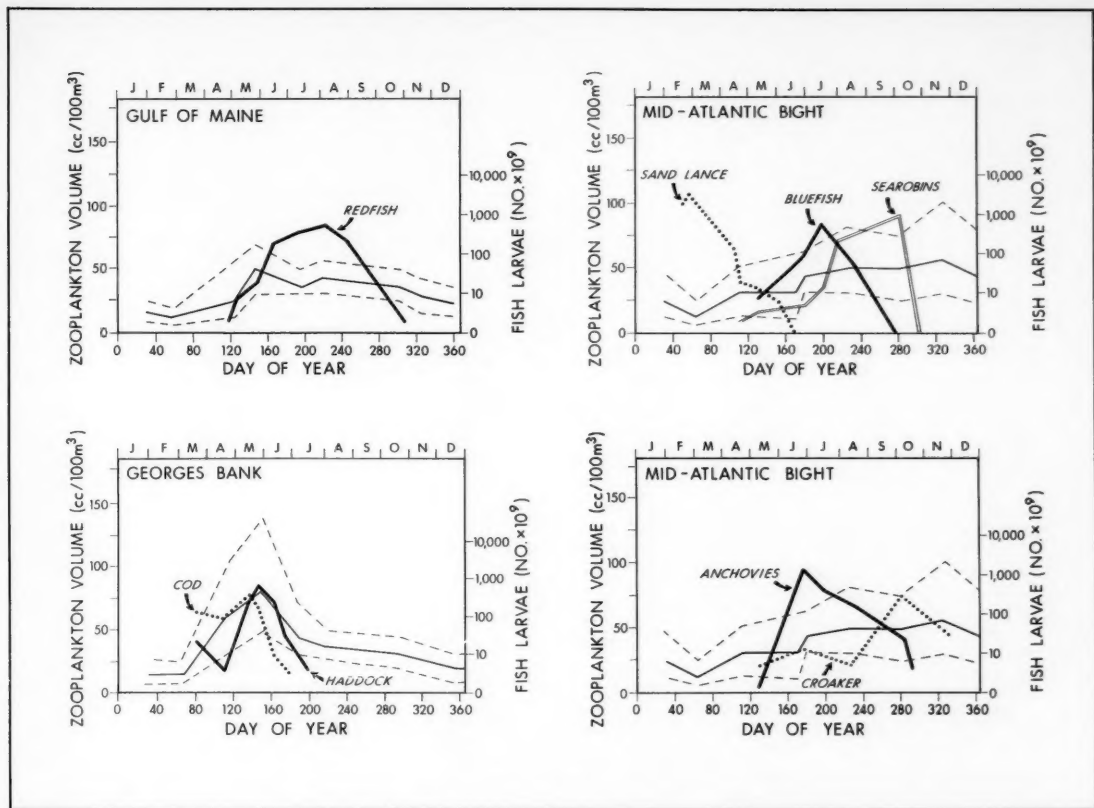 J F M A M J J A S O N D
GULF OF MAINE
ZOOPLANKTON VOLUME (cc/100m³)
150
100
50
0
REDFISH
10,000
1,000
100
10
0
FISH LARVAE (NO. × 10⁹)
0 40 80 120 160 200 240 280 320 360
DAY OF YEAR
J F M A M J J A S O N D
MID-ATLANTIC BIGHT
ZOOPLANKTON VOLUME (cc/100m³)
150
100
50
0
SAND LANCE
BLUEFISH
SEAROBINS
10,000
1,000
100
10
0
FISH LARVAE (NO. × 10⁹)
0 40 80 120 160 200 240 280 320 360
DAY OF YEAR
J F M A M J J A S O N D
GEORGES BANK
ZOOPLANKTON VOLUME (cc/100m³)
150
100
50
0
COD
HADDOCK
10,000
1,000
100
10
0
FISH LARVAE (NO. × 10⁹)
0 40 80 120 160 200 240 280 320 360
DAY OF YEAR
J F M A M J J A S O N D
MID-ATLANTIC BIGHT
ZOOPLANKTON VOLUME (cc/100m³)
150
100
50
0
ANCHOVIES
CROAKER
10,000
1,000
100
10
0
FISH LARVAE (NO. × 10⁹)
0 40 80 120 160 200 240 280 320 360
DAY OF YEAR